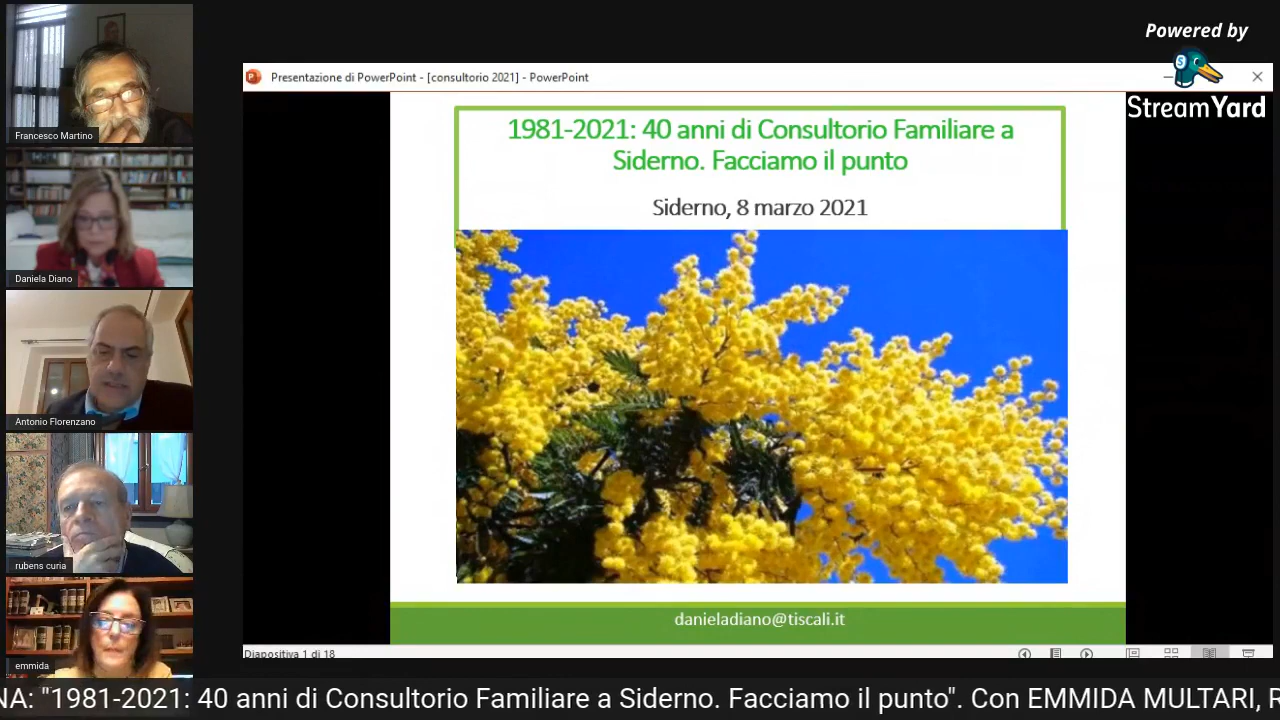 Powered by
StreamYard
Presentazione di PowerPoint - [consultorio 2021] - PowerPoint
1981-2021: 40 anni di Consultorio Familiare a
Siderno. Facciamo il punto
Siderno, 8 marzo 2021
danieladiano@tiscali.it
Diapositiva 1 di 18
Francesco Martino
Daniela Diano
Antonio Florenzano
rubens curia
emmida
NA: "1981-2021: 40 anni di Consultorio Familiare a Siderno. Facciamo il punto". Con EMMIDA MULTARI,